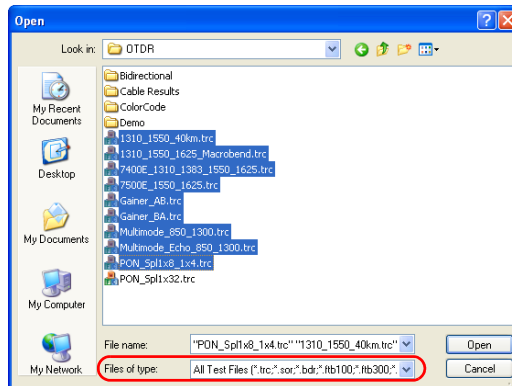 Open
Look in:
OTDR
My Recent
Documents
Desktop
My Documents
My Computer
My Network
Bidirectional
Cable Results
ColorCode
Demo
1310_1550_40km.trc
1310_1550_1625_Macrobend.trc
7400E_1310_1383_1550_1625.trc
7500E_1550_1625.trc
Gainer_AB.trc
Gainer_BA.trc
Multimode_850_1300.trc
Multimode_Echo_850_1300.trc
PON_Spl1x8_1x4.trc
PON_Spl1x32.trc
File name:
"PON_Spl1x8_1x4.trc" "1310_1550_40km.trc"
Open
Files of type:
All Test Files (*.trc;*.sor;*.bdr;*.ftb100;*.ftb300;*.
Cancel